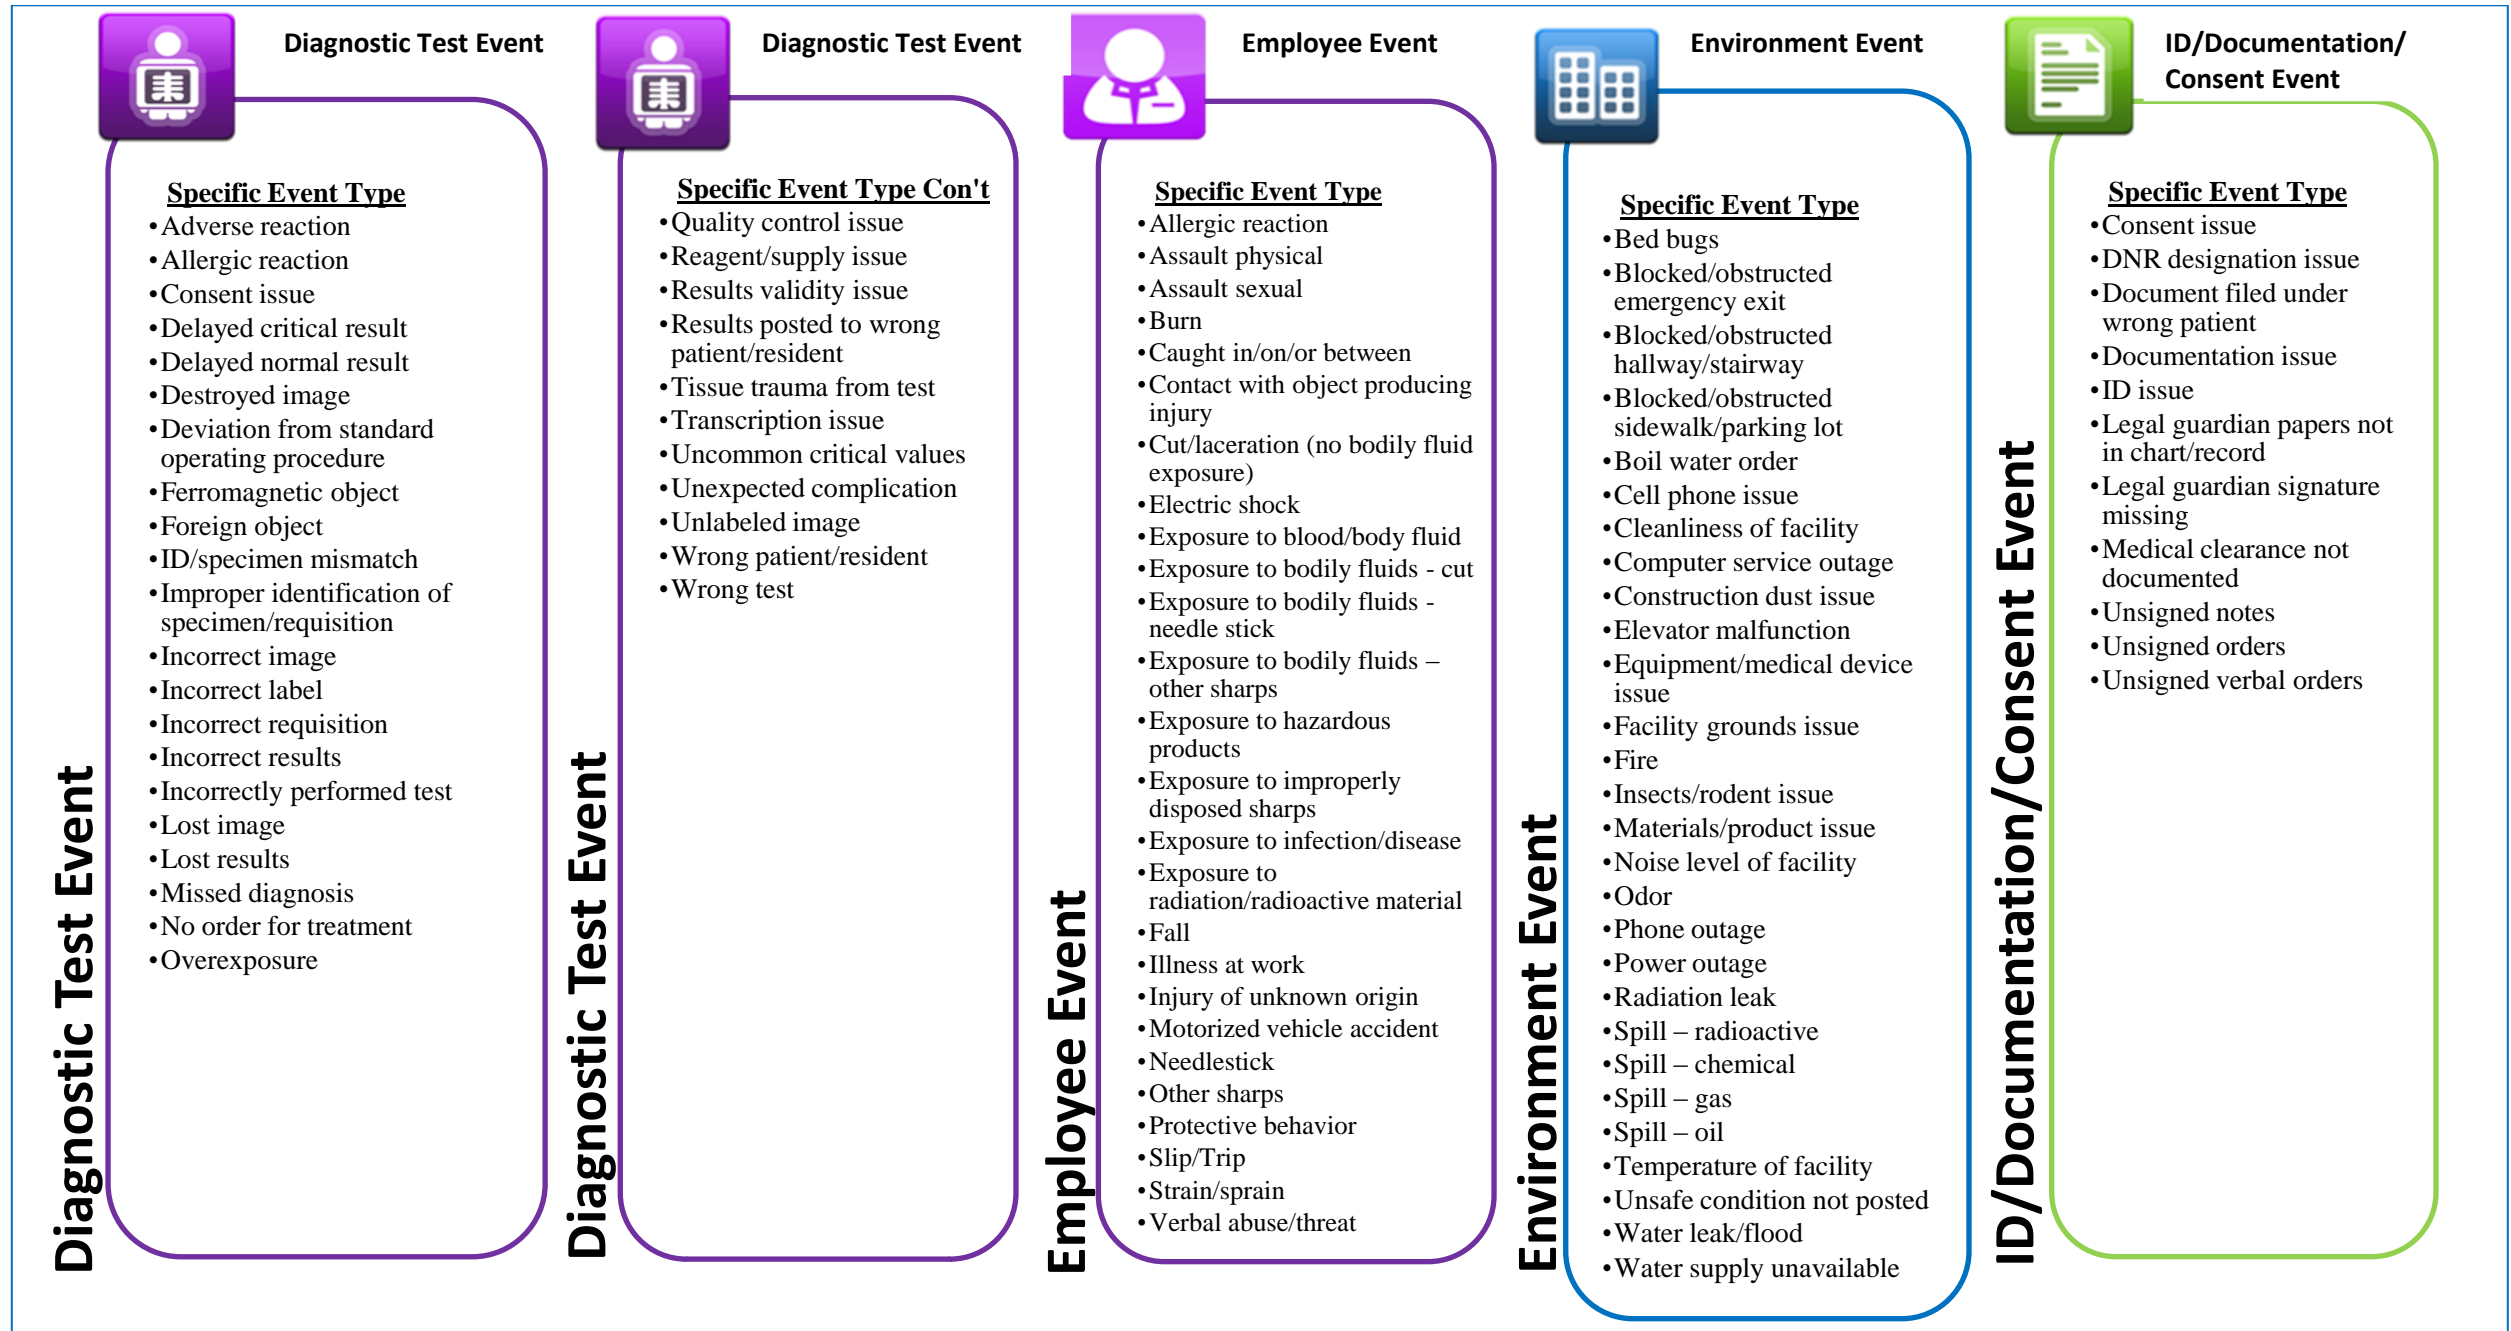 Diagnostic Test Event
Specific Event Type
•Adverse reaction
•Allergic reaction
•Consent issue
•Delayed critical result
•Delayed normal result
•Destroyed image
•Deviation from standard
operating procedure
•Ferromagnetic object
•Foreign object
•ID/specimen mismatch
•Improper identification of
specimen/requisition
•Incorrect image
•Incorrect label
•Incorrect requisition
•Incorrect results
•Incorrectly performed test
•Lost image
•Lost results
•Missed diagnosis
•No order for treatment
•Overexposure
Diagnostic Test Event
Diagnostic Test Event
Specific Event Type Con't
•Quality control issue
•Reagent/supply issue
•Results validity issue
•Results posted to wrong
patient/resident
•Tissue trauma from test
•Transcription issue
•Uncommon critical values
•Unexpected complication
•Unlabeled image
•Wrong patient/resident
•Wrong test
Diagnostic Test Event
Employee Event
Specific Event Type
•Allergic reaction
•Assault physical
•Assault sexual
•Burn
•Caught in/on/or between
•Contact with object producing
injury
•Cut/laceration (no bodily fluid
exposure)
•Electric shock
•Exposure to blood/body fluid
•Exposure to bodily fluids - cut
•Exposure to bodily fluids -
needle stick
•Exposure to bodily fluids –
other sharps
•Exposure to hazardous
products
•Exposure to improperly
disposed sharps
•Exposure to infection/disease
•Exposure to
radiation/radioactive material
•Fall
•Illness at work
•Injury of unknown origin
•Motorized vehicle accident
•Needlestick
•Other sharps
•Protective behavior
•Slip/Trip
•Strain/sprain
•Verbal abuse/threat
Employee Event
Environment Event
Specific Event Type
•Bed bugs
•Blocked/obstructed
emergency exit
•Blocked/obstructed
hallway/stairway
•Blocked/obstructed
sidewalk/parking lot
•Boil water order
•Cell phone issue
•Cleanliness of facility
•Computer service outage
•Construction dust issue
•Elevator malfunction
•Equipment/medical device
issue
•Facility grounds issue
•Fire
•Insects/rodent issue
•Materials/product issue
•Noise level of facility
•Odor
•Phone outage
•Power outage
•Radiation leak
•Spill – radioactive
•Spill – chemical
•Spill – gas
•Spill – oil
•Temperature of facility
•Unsafe condition not posted
•Water leak/flood
•Water supply unavailable
Environment Event
ID/Documentation/
Consent Event
Specific Event Type
•Consent issue
•DNR designation issue
•Document filed under
wrong patient
•Documentation issue
•ID issue
•Legal guardian papers not
in chart/record
•Legal guardian signature
missing
•Medical clearance not
documented
•Unsigned notes
•Unsigned orders
•Unsigned verbal orders
ID/Documentation/Consent Event